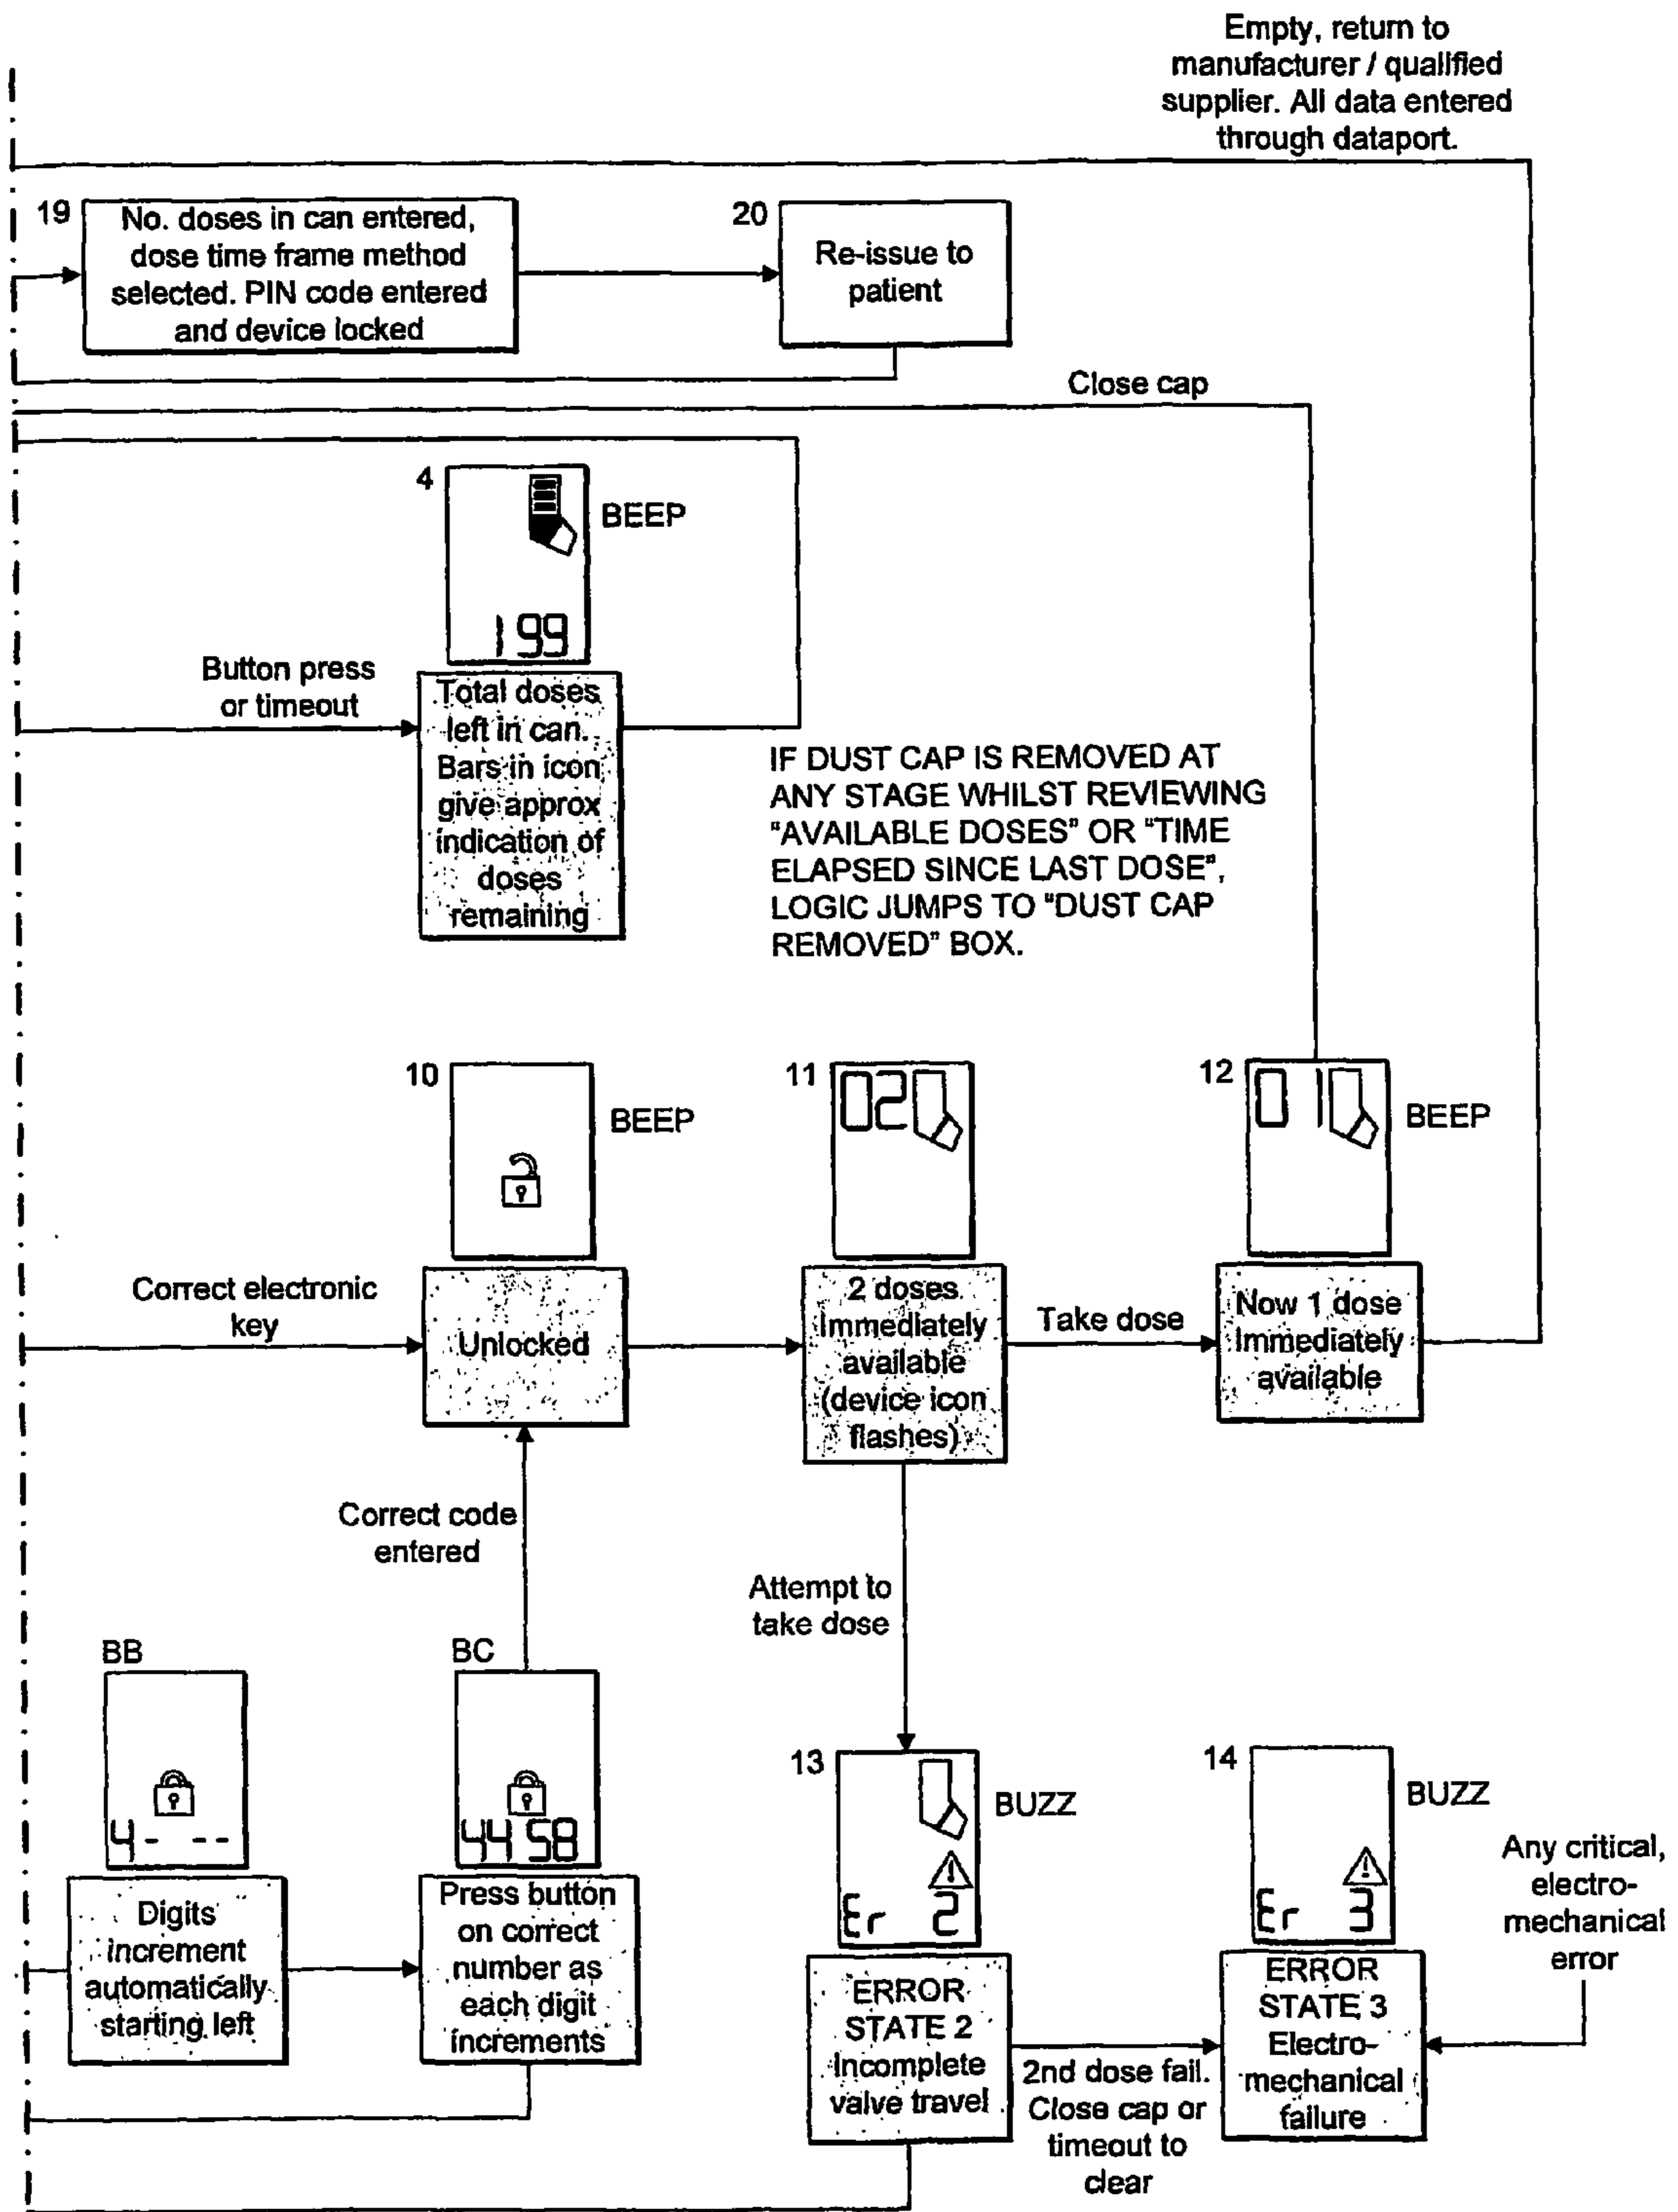 Empty, return to
manufacturer / qualified
supplier. All data entered
through dataport.
19
No. doses in can entered,
dose time frame method
selected. PIN code entered
and device locked
20
Re-issue to
patient
Close cap
4
BEEP
199
Button press
or timeout
Total doses
left in can.
Bars in icon
give approx
indication of
doses
remaining
IF DUST CAP IS REMOVED AT
ANY STAGE WHILST REVIEWING
"AVAILABLE DOSES" OR "TIME
ELAPSED SINCE LAST DOSE",
LOGIC JUMPS TO "DUST CAP
REMOVED" BOX.
10
BEEP
11
02
12
01
BEEP
Correct electronic
key
Unlocked
2 doses
Immediately
available
(device icon
flashes)
Take dose
Now 1 dose
Immediately
available
Correct code
entered
Attempt to
take dose
BB
4- --
BC
44 58
13
BUZZ
Er 2
14
BUZZ
Er 3
Any critical,
electro-
mechanical
error
Digits
increment
automatically
starting left
Press button
on correct
number as
each digit
increments
ERROR
STATE 2
Incomplete
valve travel
2nd dose fail.
Close cap or
timeout to
clear
ERROR
STATE 3
Electro-
mechanical
failure